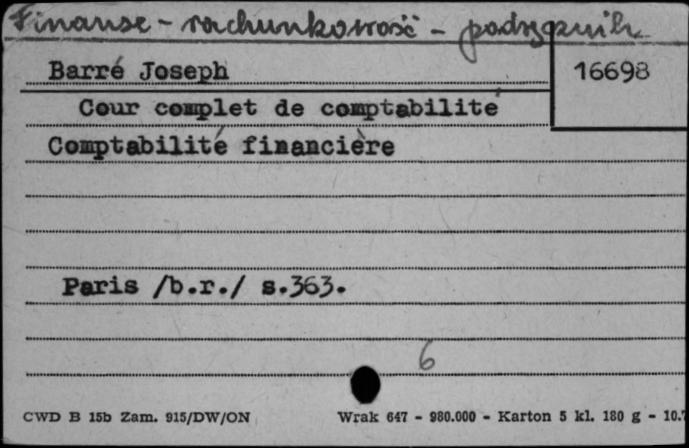 Finanse - rachunkowość - podręcznik
Barré Joseph
16698
Cour complet de comptabilité
Comptabilité financière
Paris /b.r./ s.363.
6
CWD B 15b Zam. 915/DW/ON
Wrak 647 - 980.000 - Karton 5 kl. 180 g - 10.7